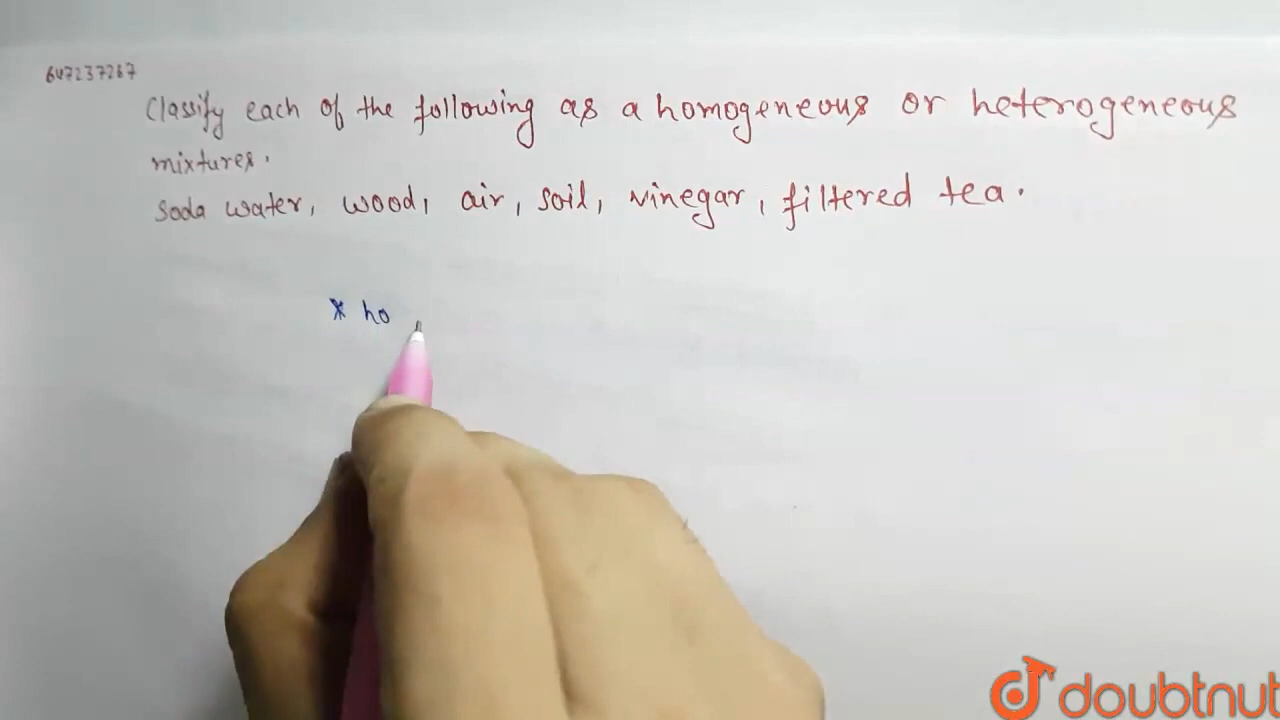 647237267
Classify each of the following as a homogeneous or heterogeneous
mixtures.
Soda water, wood, air, soil, vinegar, filtered tea.
* ho
doubtnut